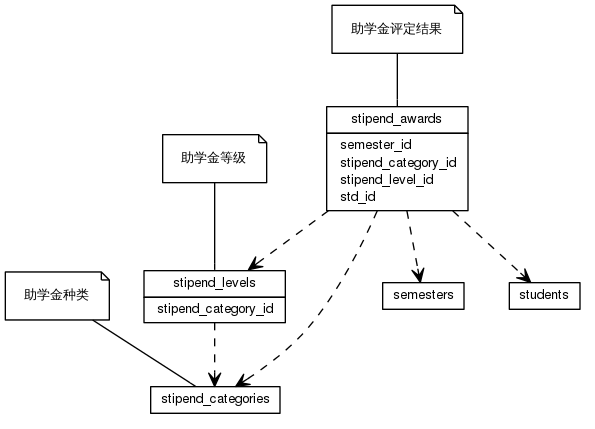 助学金评定结果
stipend_awards
semester_id
stipend_category_id
stipend_level_id
std_id
助学金等级
stipend_levels
stipend_category_id
semesters
students
助学金种类
stipend_categories